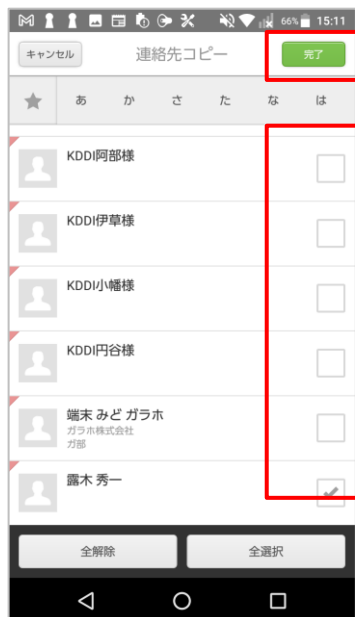 66% 15:11
キャンセル 連絡先コピー 完了
★ あ か さ た な は
KDDI阿部様
KDDI伊草様
KDDI小幡様
KDDI円谷様
端末 みど ガラホ
ガラホ株式会社
ガ部
露木 秀一
全解除 全選択